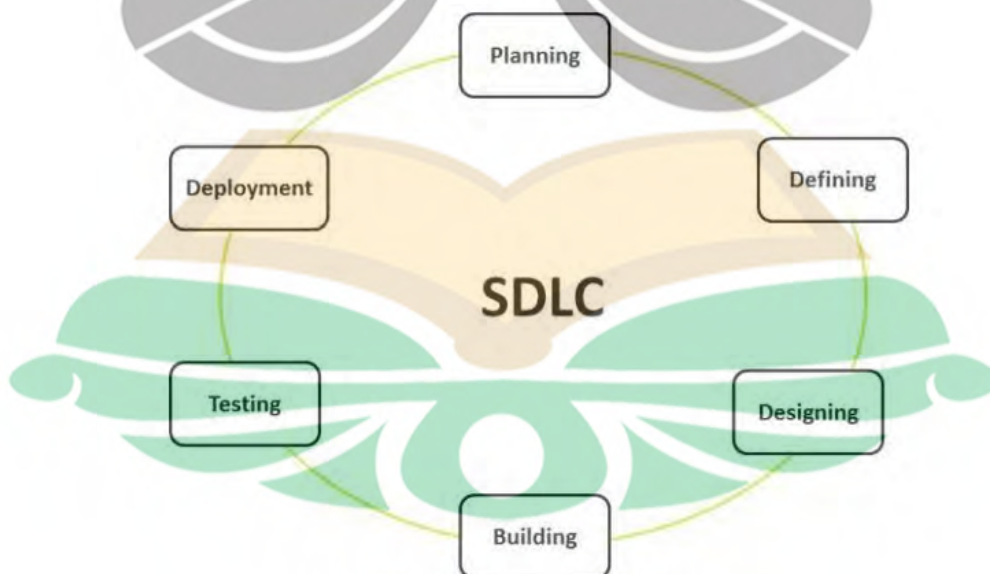 Planning
Defining
Designing
Building
Testing
Deployment
SDLC